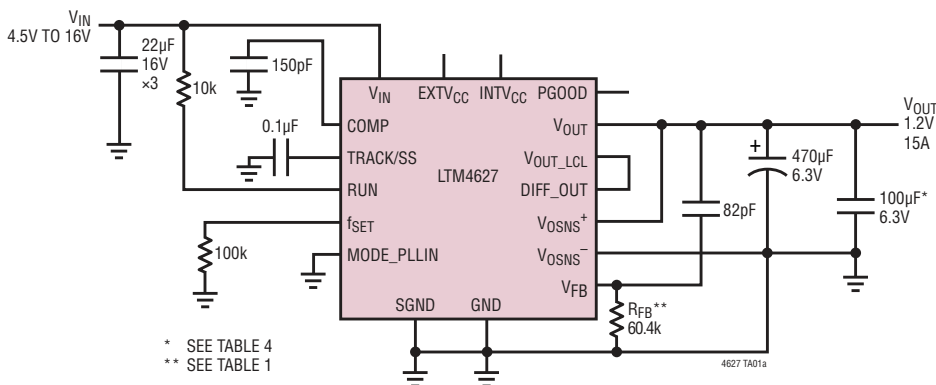 VIN
4.5V TO 16V
22µF
16V
×3
10k
150pF
0.1µF
100k
VIN
EXTVCC
INTVCC
PGOOD
COMP
TRACK/SS
RUN
fSET
MODE_PLLIN
SGND
GND
LTM4627
VOUT
VOUT_LCL
DIFF_OUT
VOSNS+
VOSNS–
VFB
VOUT
1.2V
15A
+
470µF
6.3V
82pF
100µF*
6.3V
RFB**
60.4k
* SEE TABLE 4
** SEE TABLE 1
4627 TA01a